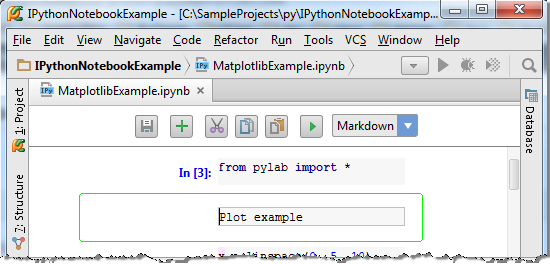 IPythonNotebookExample - [C:\SampleProjects\py\IPythonNotebookExamp...
File Edit View Navigate Code Refactor Run Tools VCS Window Help
IPythonNotebookExample MatplotlibExample.ipynb
MatplotlibExample.ipynb
1: Project
7: Structure
Database
Markdown
In [3]: from pylab import *
Plot example